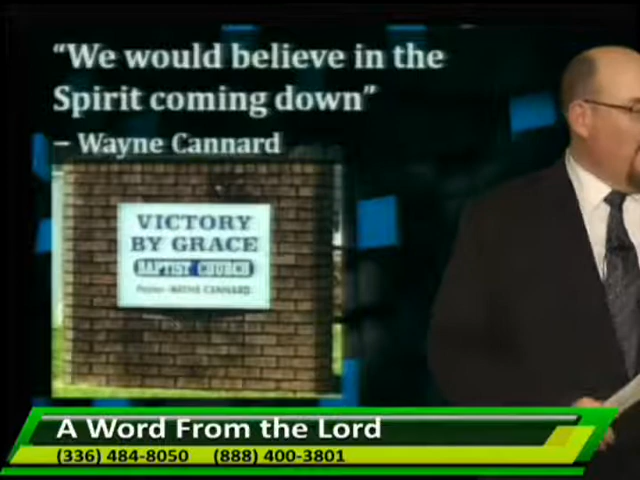 “We would believe in the
Spirit coming down”
– Wayne Cannard
VICTORY
BY GRACE
BAPTIST CHURCH
Pastor - WAYNE CANNARD
A Word From the Lord
(336) 484-8050 (888) 400-3801